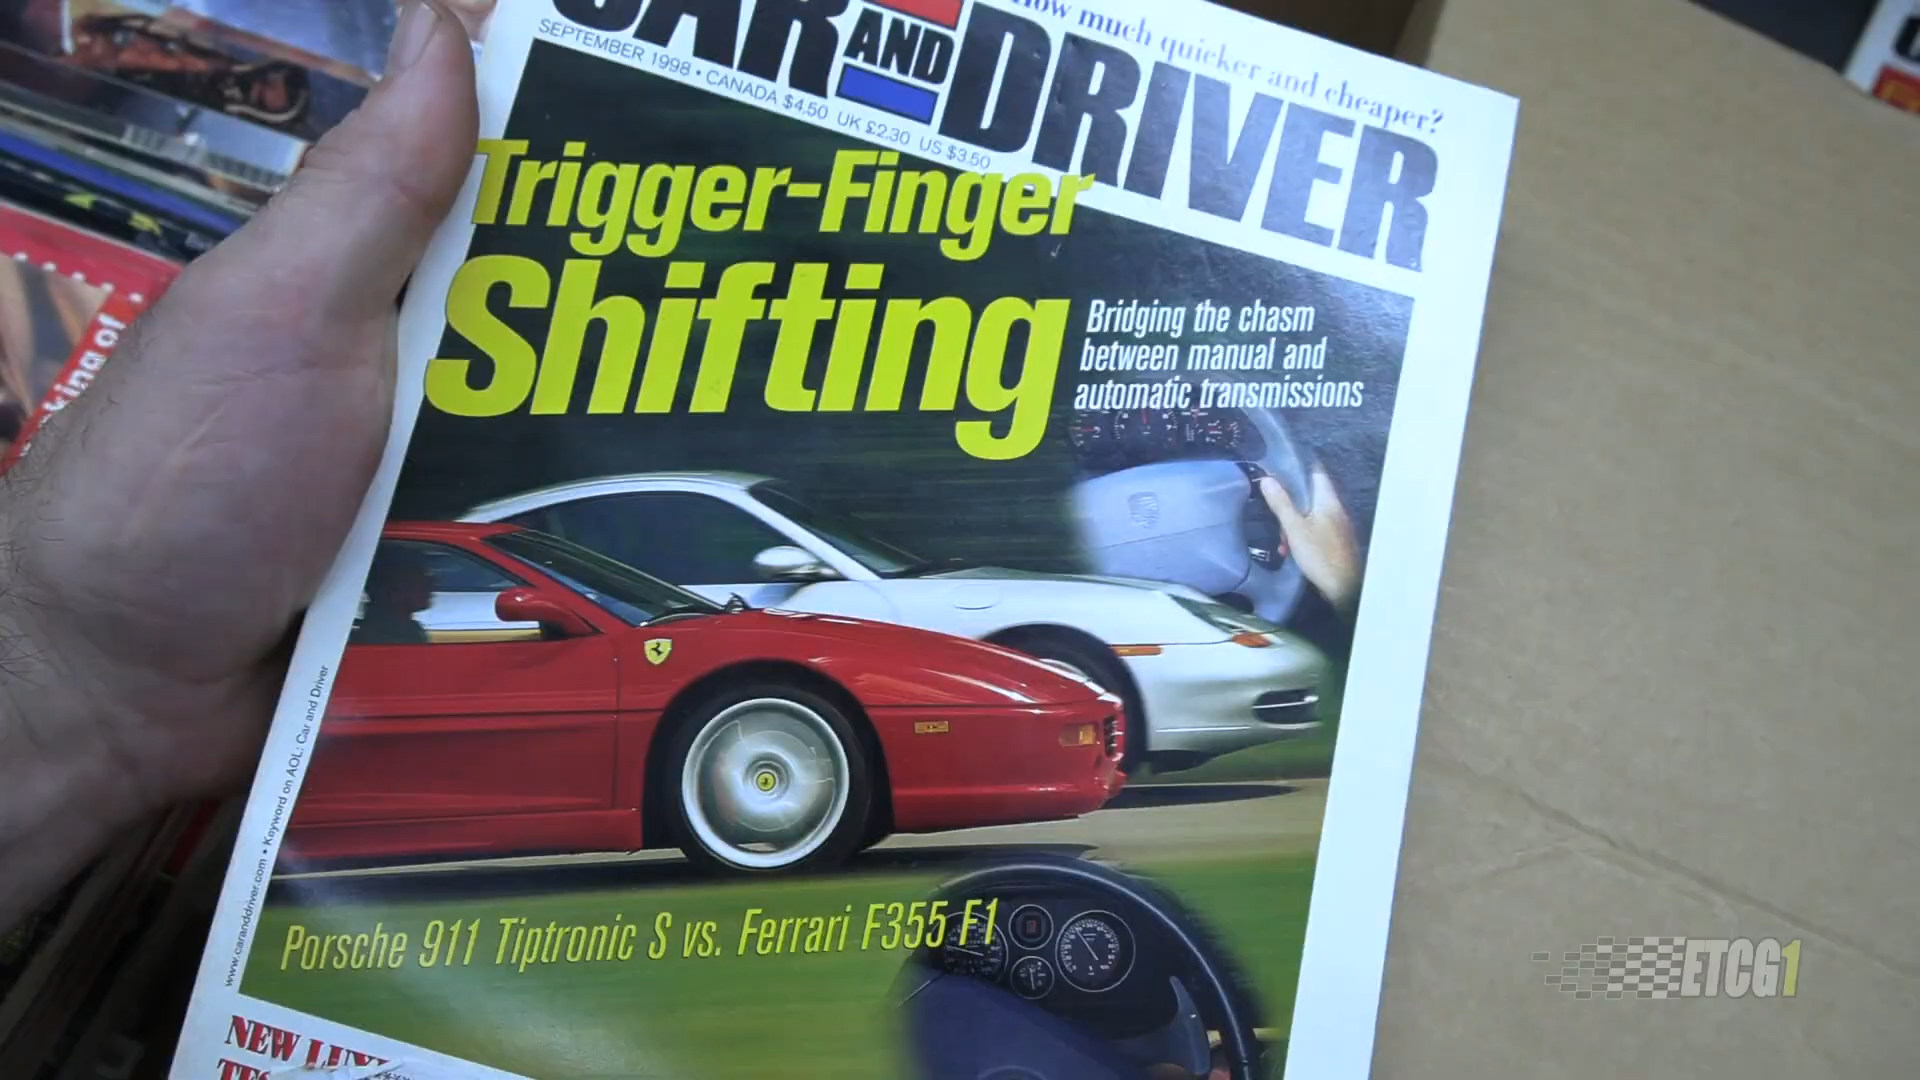 How much quicker and cheaper?
CAR AND DRIVER
SEPTEMBER 1998 • CANADA $4.50 UK £2.30 US $3.50
Trigger-Finger
Shifting
Bridging the chasm
between manual and
automatic transmissions
Porsche 911 Tiptronic S vs. Ferrari F355 F1
www.caranddriver.com • Keyword on AOL: Car and Driver
NEW
king of
ETCG1